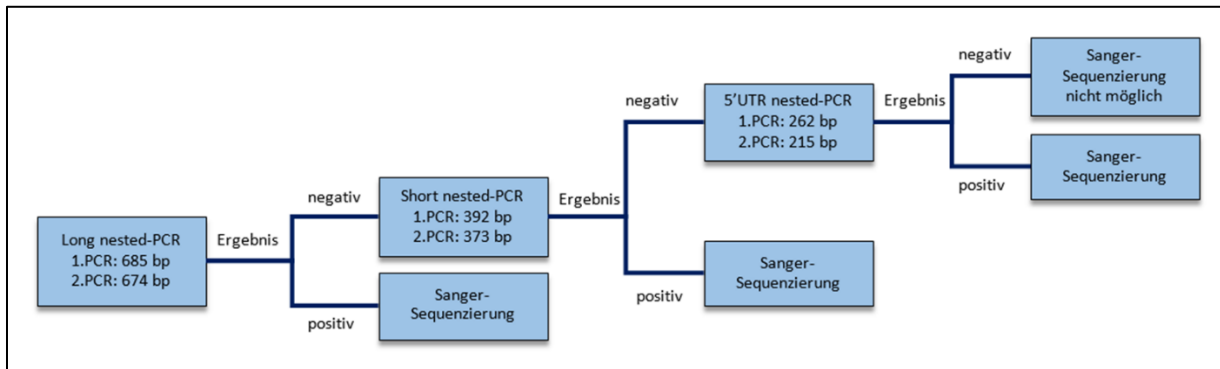 Long nested-PCR
1.PCR: 685 bp
2.PCR: 674 bp
Ergebnis
negativ
positiv
Short nested-PCR
1.PCR: 392 bp
2.PCR: 373 bp
Sanger-
Sequenzierung
Ergebnis
negativ
positiv
5'UTR nested-PCR
1.PCR: 262 bp
2.PCR: 215 bp
Sanger-
Sequenzierung
Ergebnis
negativ
positiv
Sanger-
Sequenzierung
nicht möglich
Sanger-
Sequenzierung